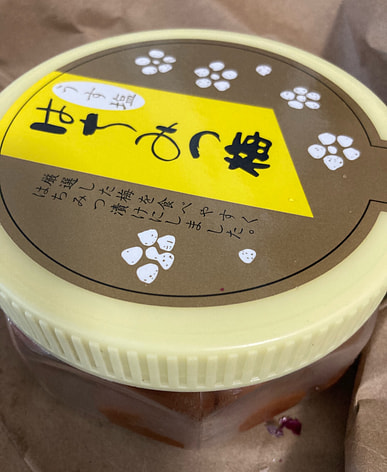 うす塩
はちみつ梅
厳選した梅を食べやすく
はちみつ漬けにしました。